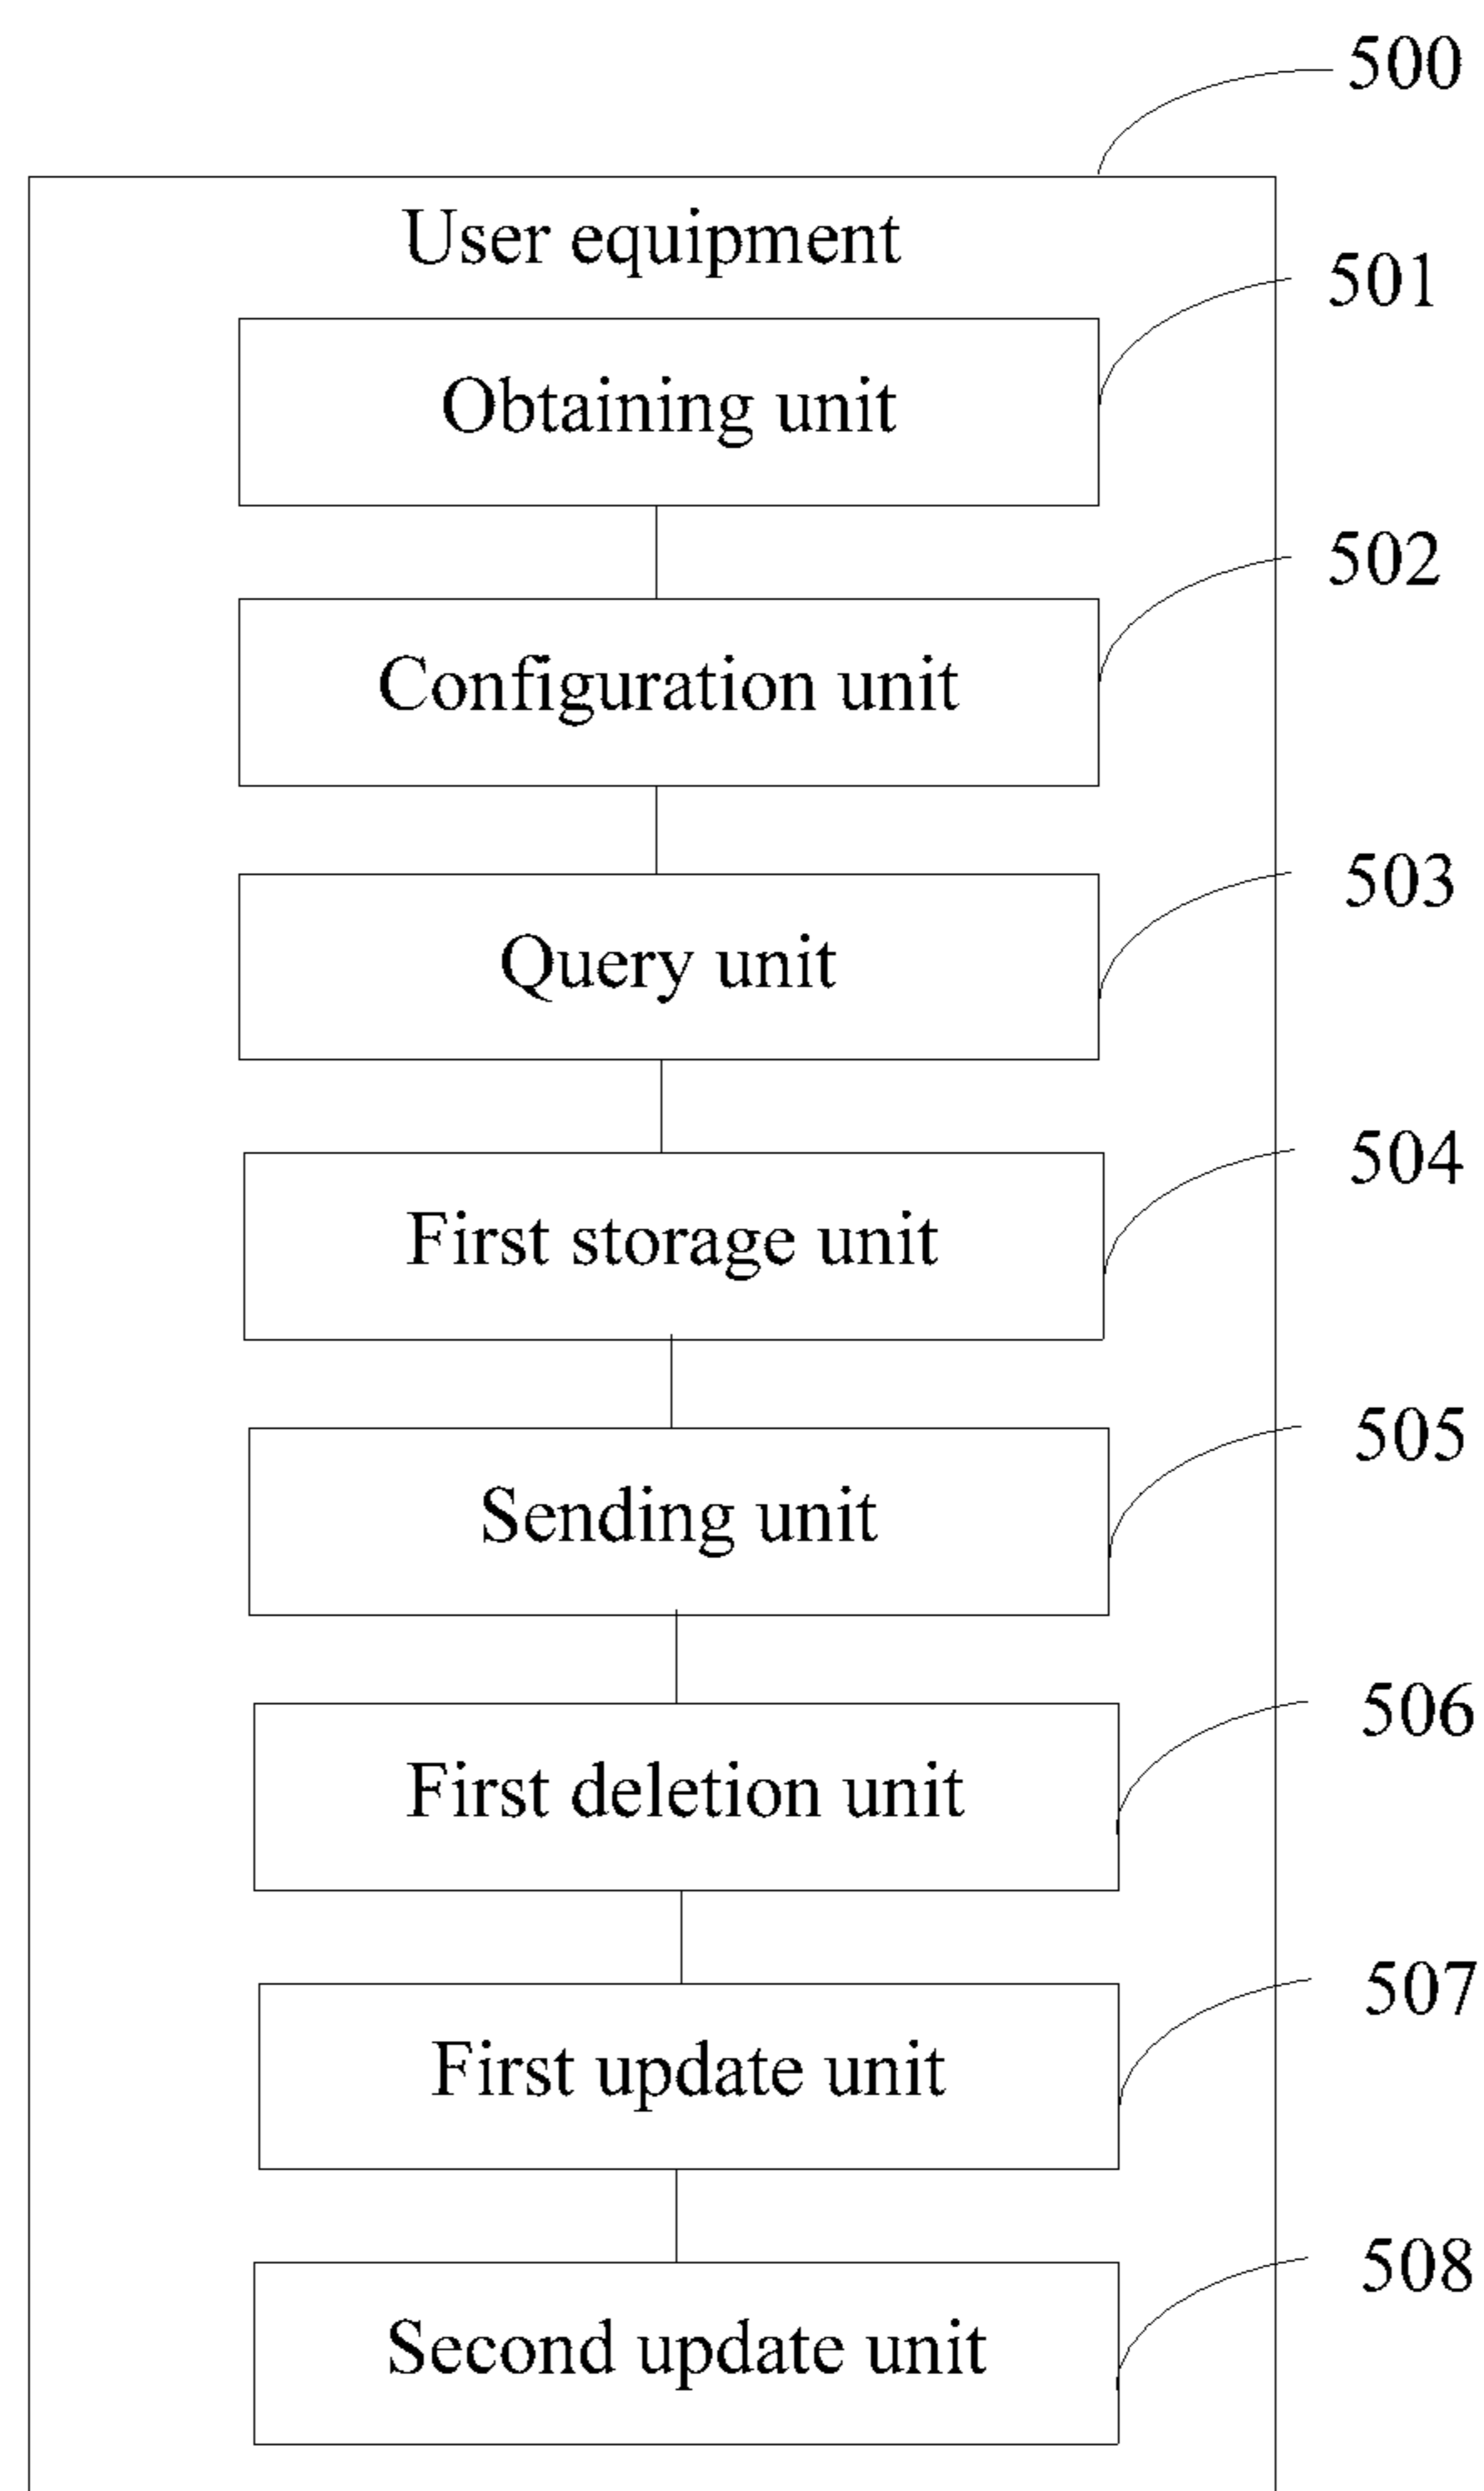 500
User equipment
501
Obtaining unit
502
Configuration unit
503
Query unit
504
First storage unit
505
Sending unit
506
First deletion unit
507
First update unit
508
Second update unit